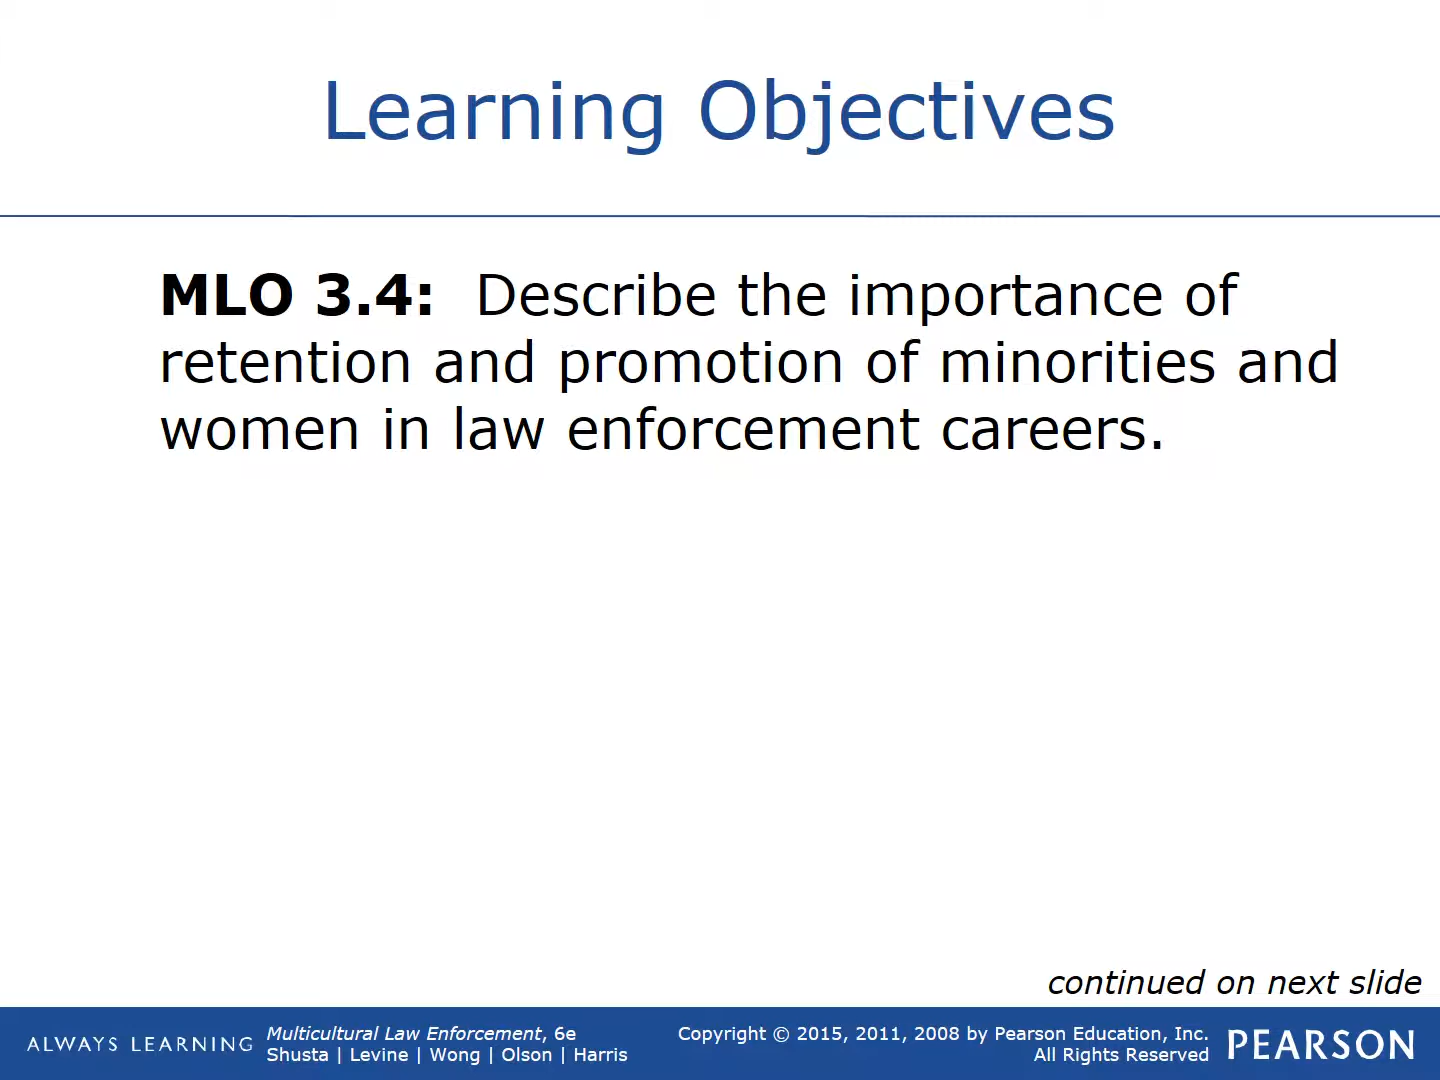 Learning Objectives
MLO 3.4: Describe the importance of
retention and promotion of minorities and
women in law enforcement careers.
continued on next slide
ALWAYS LEARNING
Multicultural Law Enforcement, 6e
Shusta | Levine | Wong | Olson | Harris
Copyright © 2015, 2011, 2008 by Pearson Education, Inc.
All Rights Reserved
PEARSON